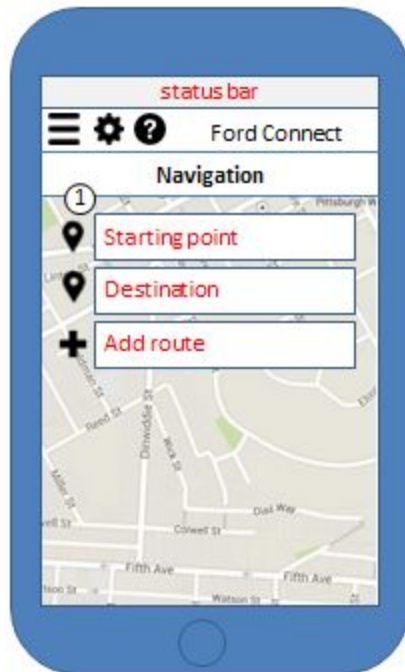 status bar
? Ford Connect
Navigation
1
Pittsburgh W
Starting point
Destination
Add route
Reed St
Dinwiddie St
Wick St
Miller St
Diaz Way
Colwell St
Fifth Ave
Fifth Ave
Watson St